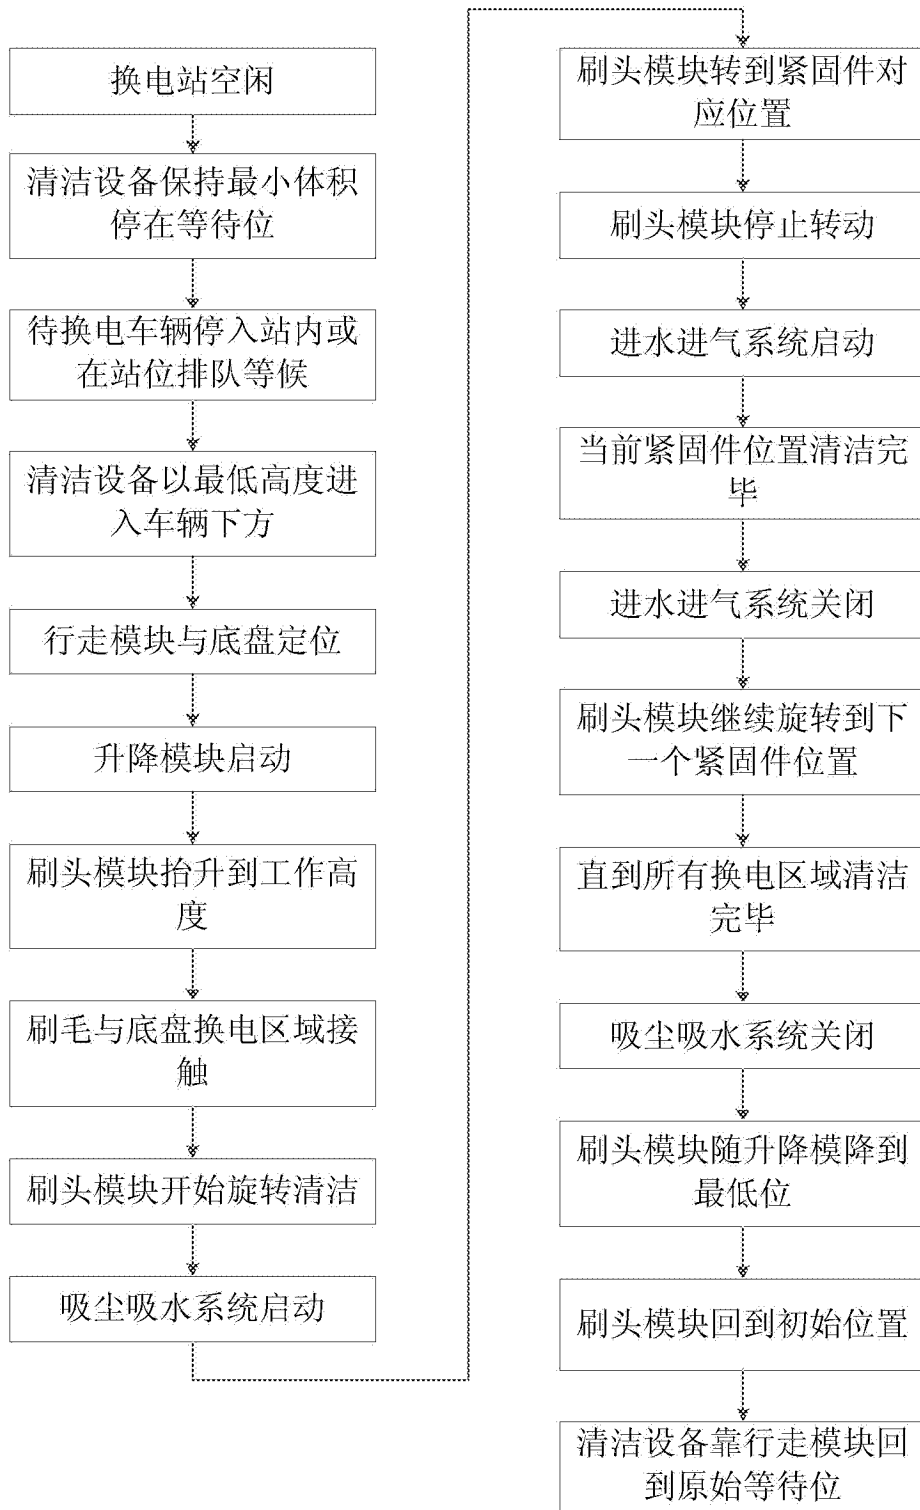 换电站空闲
清洁设备保持最小体积
停在等待位
待换电车辆停入站内或
在站位排队等候
清洁设备以最低高度进
入车辆下方
行走模块与底盘定位
升降模块启动
刷头模块抬升到工作高
度
刷毛与底盘换电区域接
触
刷头模块开始旋转清洁
吸尘吸水系统启动
刷头模块转到紧固件对
应位置
刷头模块停止转动
进水进气系统启动
当前紧固件位置清洁完
毕
进水进气系统关闭
刷头模块继续旋转到下
一个紧固件位置
直到所有换电区域清洁
完毕
吸尘吸水系统关闭
刷头模块随升降模降到
最低位
刷头模块回到初始位置
清洁设备靠行走模块回
到原始等待位